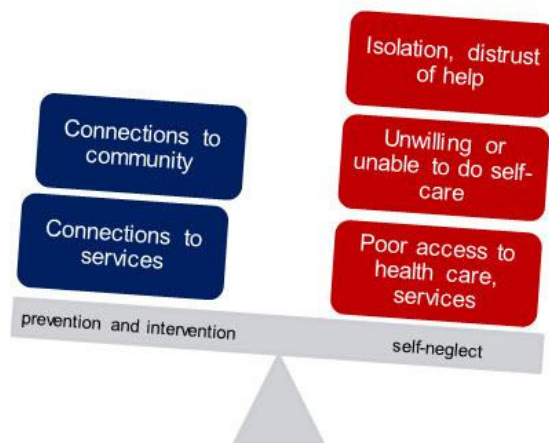 Connections to
community
Connections to
services
prevention and intervention
Isolation, distrust
of help
Unwilling or
unable to do self-
care
Poor access to
health care,
services
self-neglect